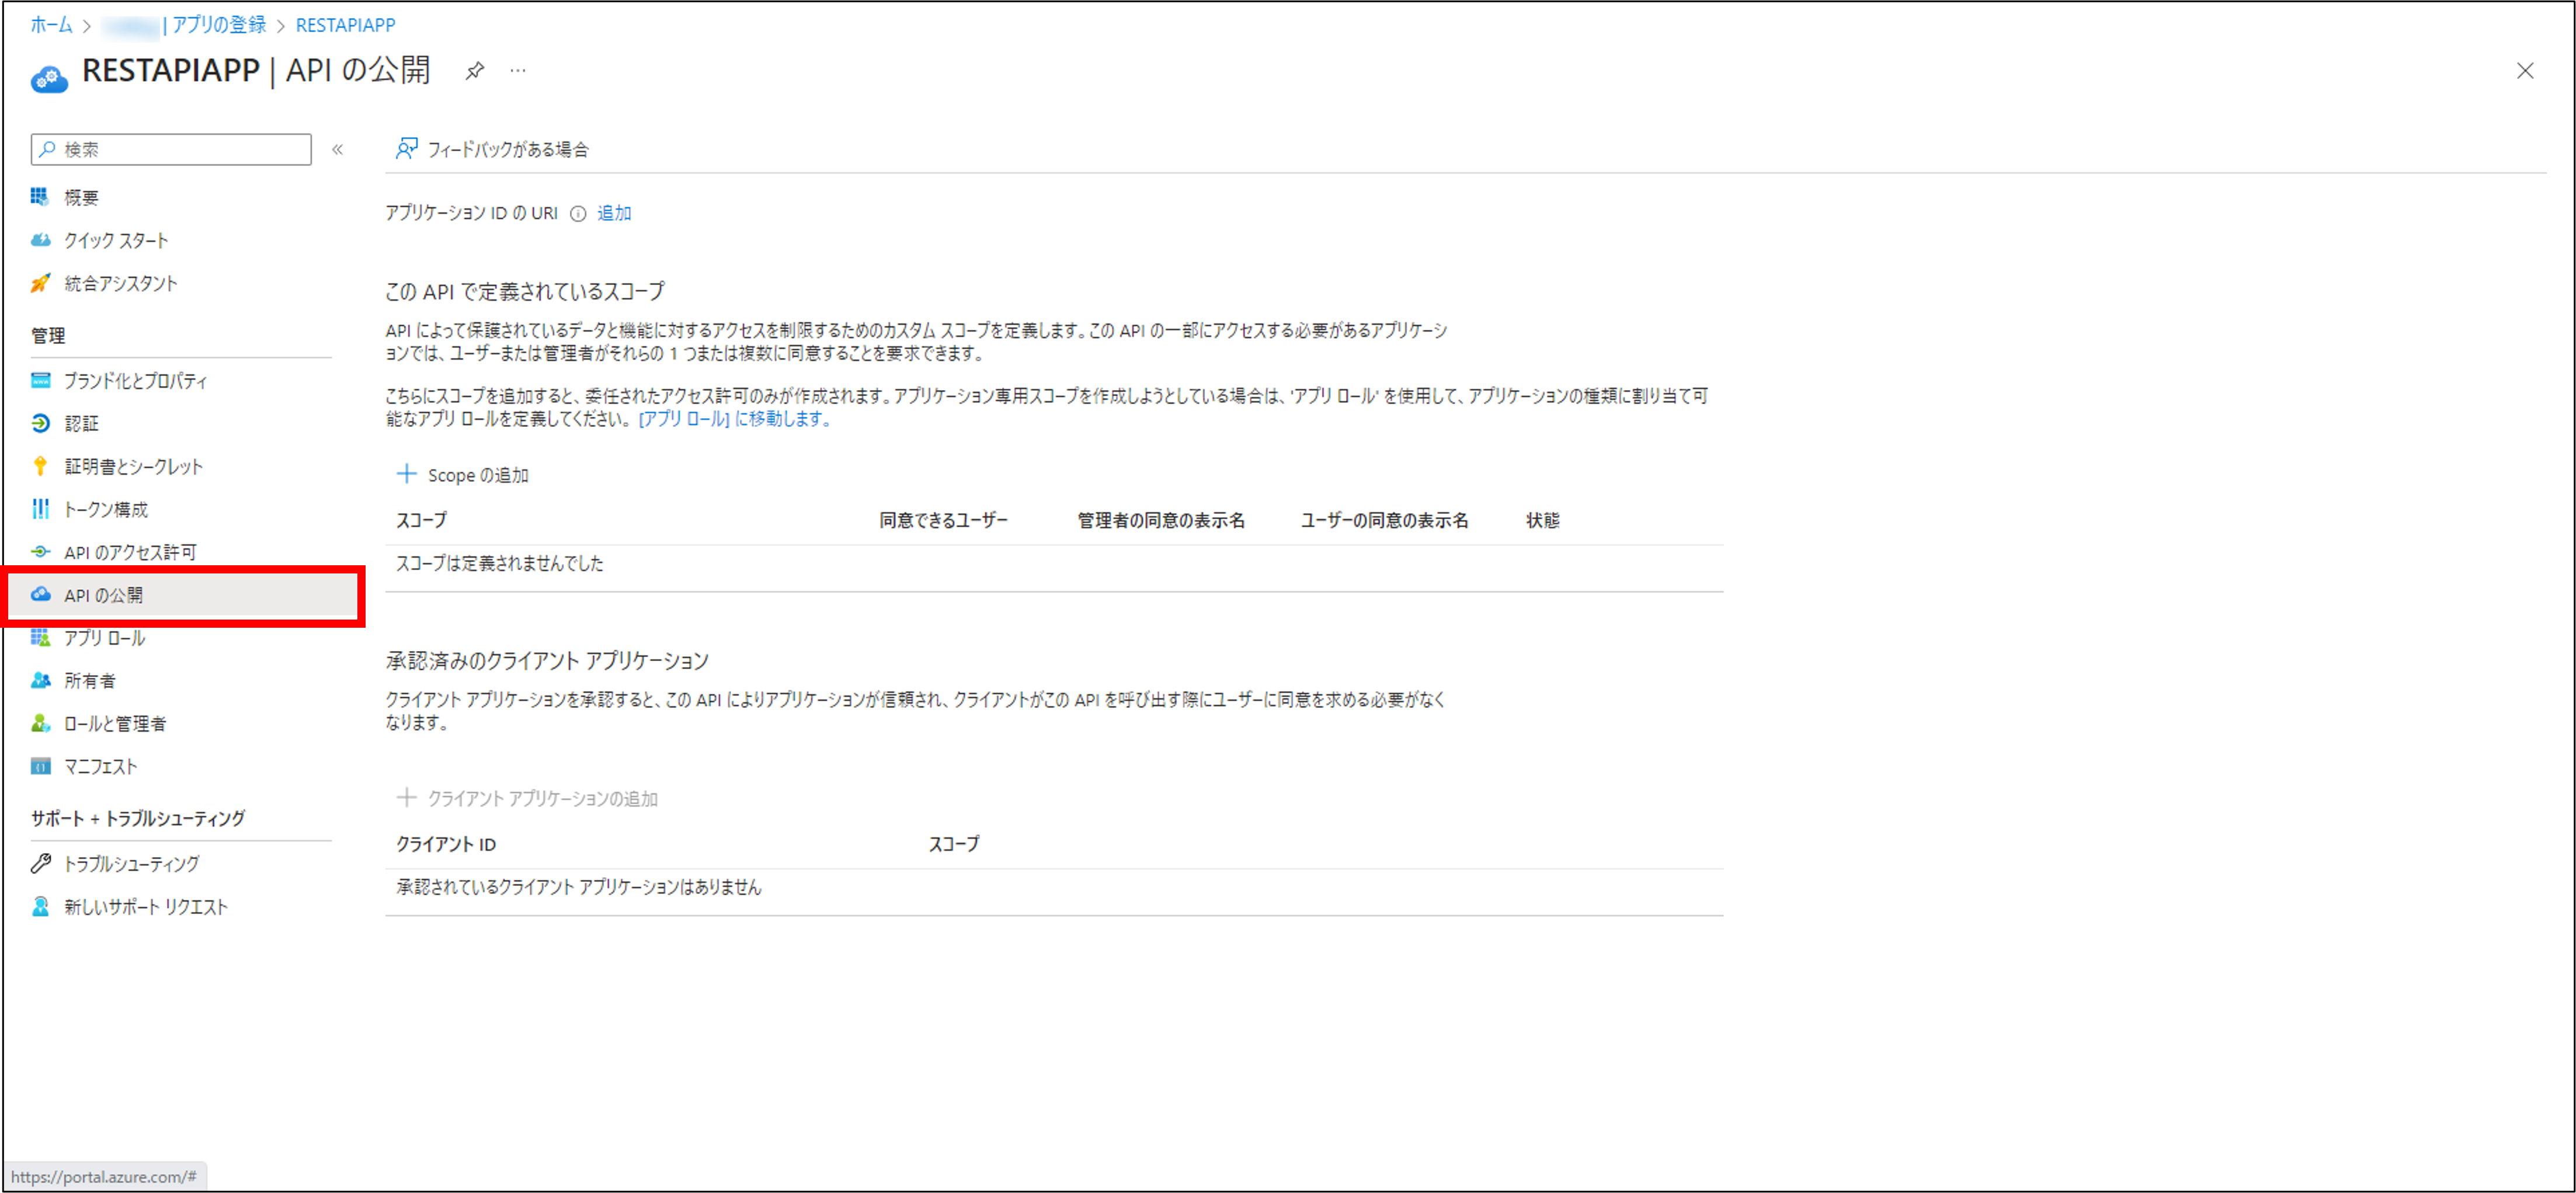 ホーム > | アプリの登録 > RESTAPIAPP
RESTAPIAPP | API の公開 ...
検索 «
概要
クイック スタート
統合アシスタント
管理
ブランド化とプロパティ
認証
証明書とシークレット
トークン構成
API のアクセス許可
API の公開
アプリ ロール
所有者
ロールと管理者
マニフェスト
サポート + トラブルシューティング
トラブルシューティング
新しいサポート リクエスト
フィードバックがある場合
アプリケーション ID の URI 追加
この API で定義されているスコープ
API によって保護されているデータと機能に対するアクセスを制限するためのカスタム スコープを定義します。この API の一部にアクセスする必要があるアプリケーシ
ョンでは、ユーザーまたは管理者がそれらの 1 つまたは複数に同意することを要求できます。
こちらにスコープを追加すると、委任されたアクセス許可のみが作成されます。アプリケーション専用スコープを作成しようとしている場合は、'アプリ ロール' を使用して、アプリケーションの種類に割り当て可
能なアプリ ロールを定義してください。 [アプリ ロール] に移動します。
Scope の追加
スコープ 同意できるユーザー 管理者の同意の表示名 ユーザーの同意の表示名 状態
スコープは定義されませんでした
承認済みのクライアント アプリケーション
クライアント アプリケーションを承認すると、この API によりアプリケーションが信頼され、クライアントがこの API を呼び出す際にユーザーに同意を求める必要がなく
なります。
クライアント アプリケーションの追加
クライアント ID スコープ
承認されているクライアント アプリケーションはありません
https://portal.azure.com/#